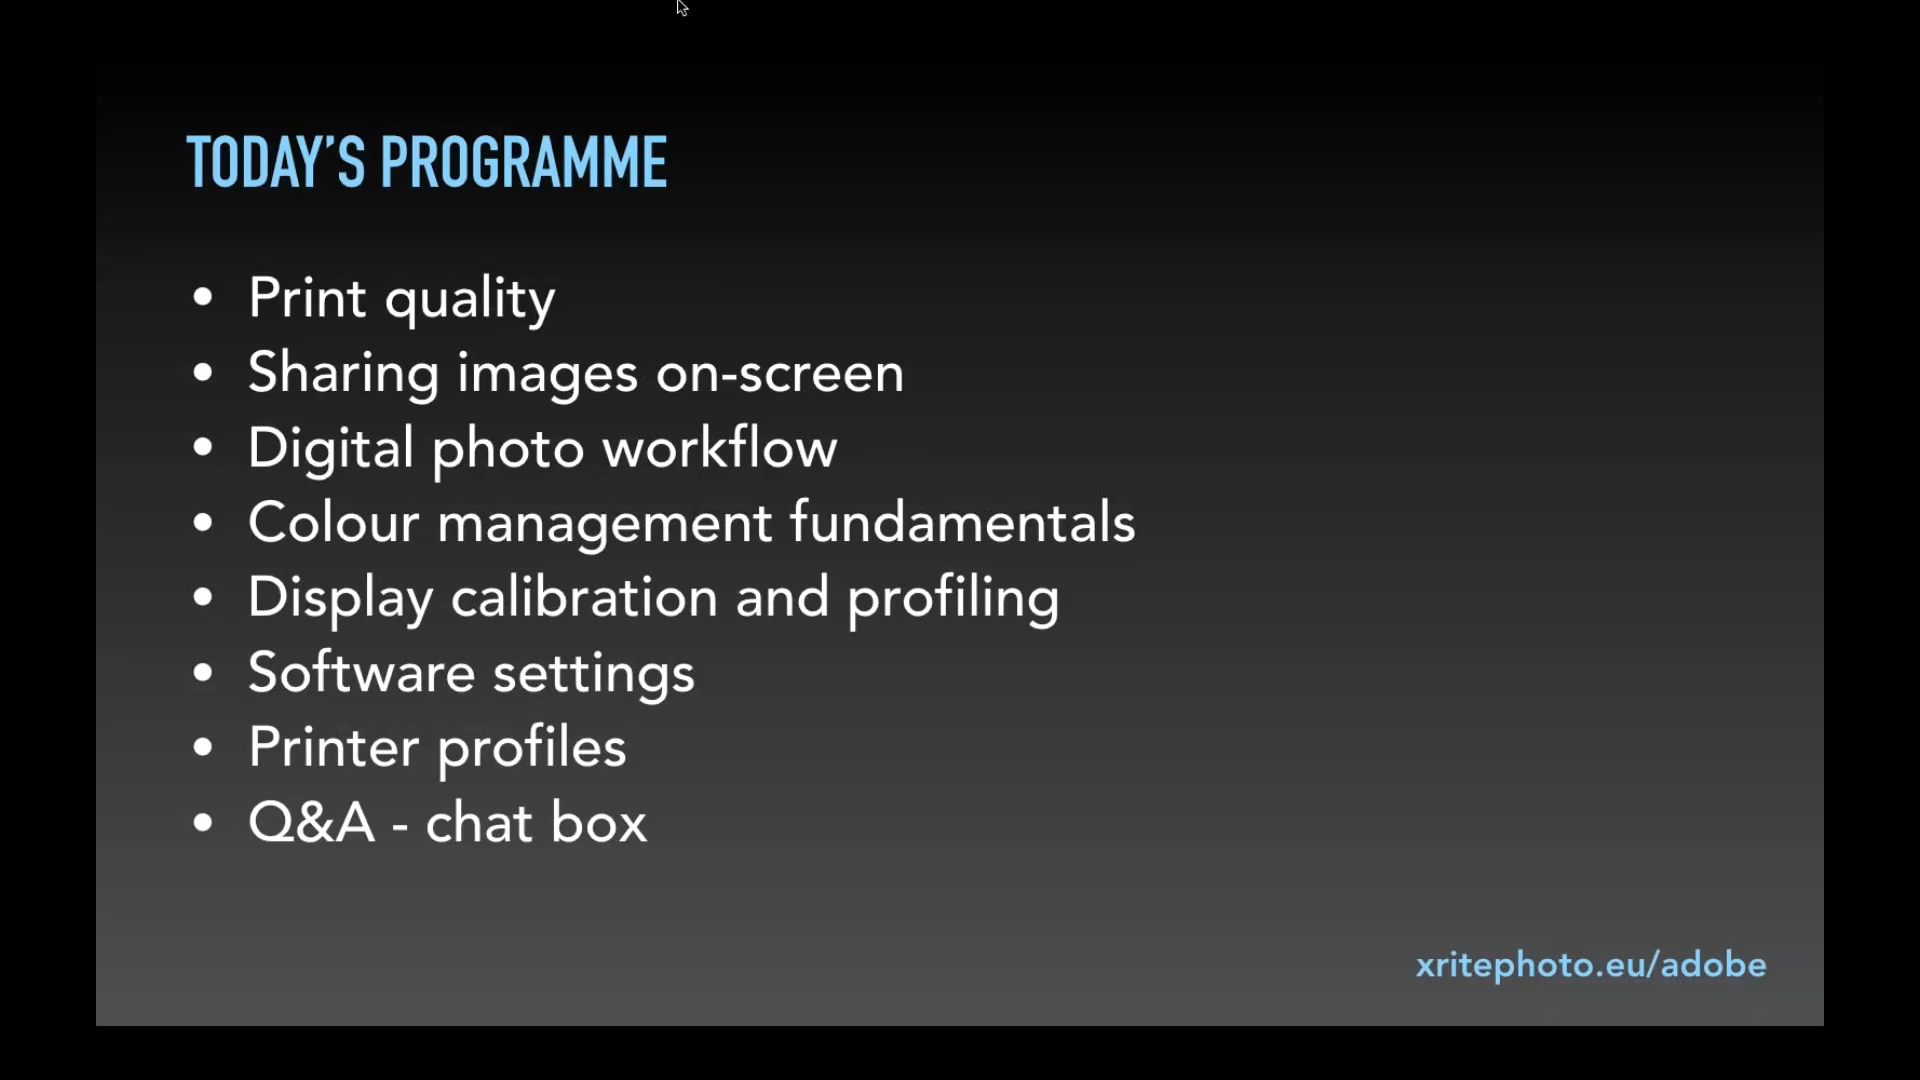 TODAY’S PROGRAMME
• Print quality
• Sharing images on-screen
• Digital photo workflow
• Colour management fundamentals
• Display calibration and profiling
• Software settings
• Printer profiles
• Q&A - chat box
xritephoto.eu/adobe